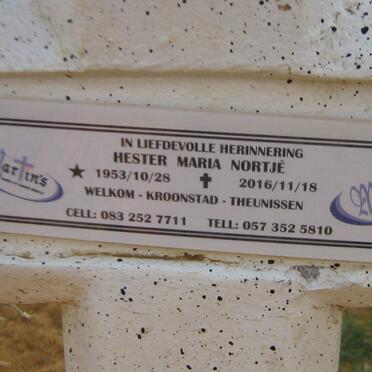 IN LIEFDEVOLLE HERINNERING
HESTER MARIA NORTJÉ
★ 1953/10/28 ✝ 2016/11/18
WELKOM - KROONSTAD - THEUNISSEN
CELL: 083 252 7711 TELL: 057 352 5810
Martin's